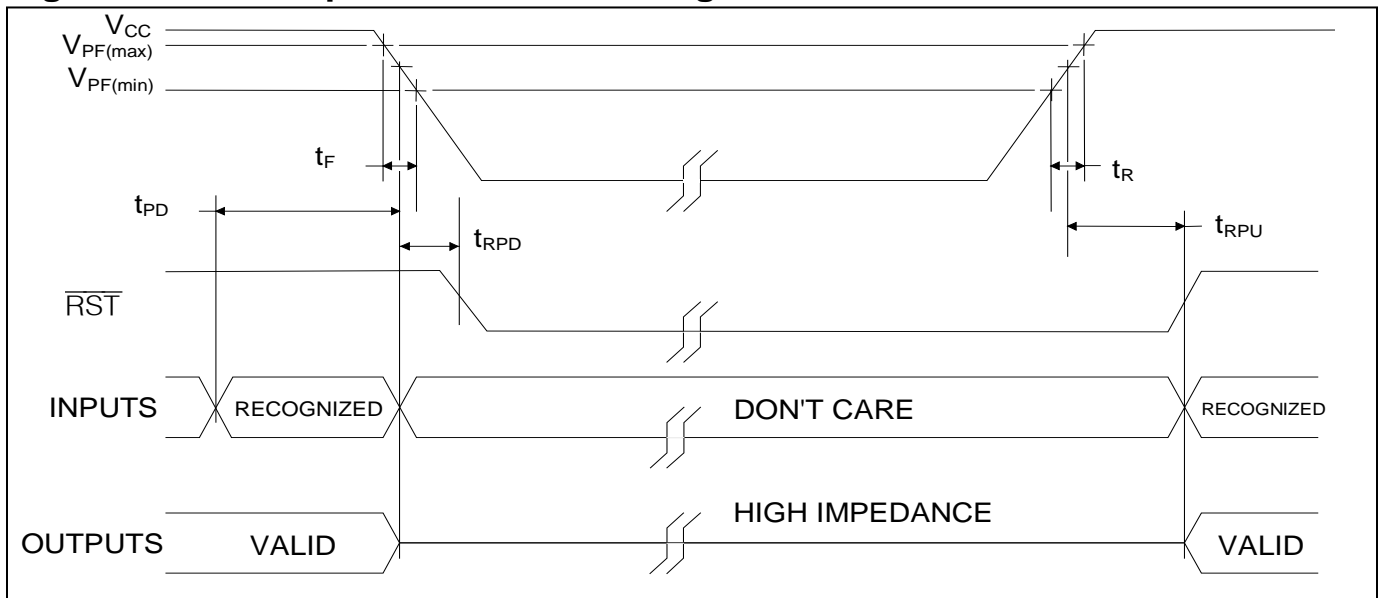 VCC
VPF(max)
VPF(min)
tF
tR
tPD
tRPD
tRPU
RST
INPUTS
RECOGNIZED
DON'T CARE
RECOGNIZED
HIGH IMPEDANCE
OUTPUTS
VALID
VALID